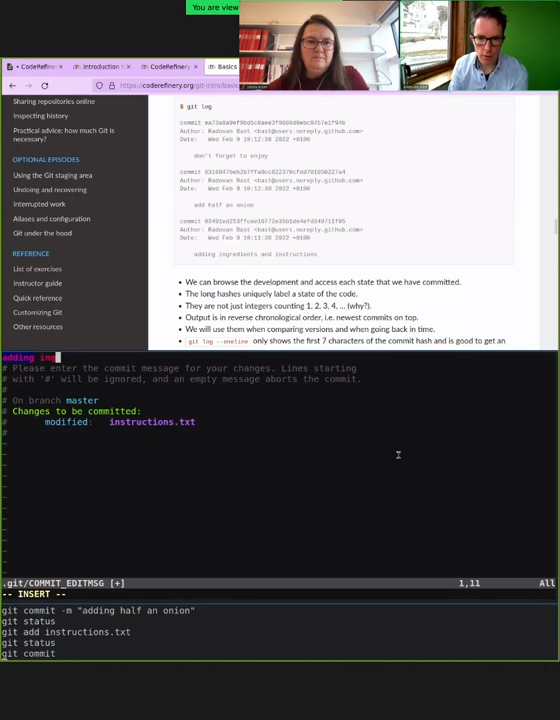 You are view
CodeRefiner
Introduction t
CodeRefinery
Basics
https://coderefinery.org/git-intro/basic
Sharing repositories online
Inspecting history
Practical advice: how much Git is
necessary?
OPTIONAL EPISODES
Using the Git staging area
Undoing and recovering
Interrupted work
Aliases and configuration
Git under the hood
REFERENCE
List of exercises
Instructor guide
Quick reference
Customizing Git
Other resources
$ git log
Author: Radovan Bast <bast@users.noreply.github.com>
Date: Wed Feb 9 10:12:39 2022 +0100
don't forget to enjoy
Author: Radovan Bast <bast@users.noreply.github.com>
Date: Wed Feb 9 10:12:30 2022 +0100
add half an onion
Author: Radovan Bast <bast@users.noreply.github.com>
Date: Wed Feb 9 10:11:30 2022 +0100
adding ingredients and instructions
• We can browse the development and access each state that we have committed.
• The long hashes uniquely label a state of the code.
• They are not just integers counting 1, 2, 3, 4, ... (why?).
• Output is in reverse chronological order, i.e. newest commits on top.
• We will use them when comparing versions and when going back in time.
• git log --oneline only shows the first 7 characters of the commit hash and is good to get an
adding ing
# Please enter the commit message for your changes. Lines starting
# with '#' will be ignored, and an empty message aborts the commit.
#
# On branch master
# Changes to be committed:
# modified: instructions.txt
#
~
~
~
~
~
~
~
~
~
~
~
~
~
.git/COMMIT_EDITMSG [+] 1,11 All
-- INSERT --
git commit -m "adding half an onion"
git status
git add instructions.txt
git status
git commit